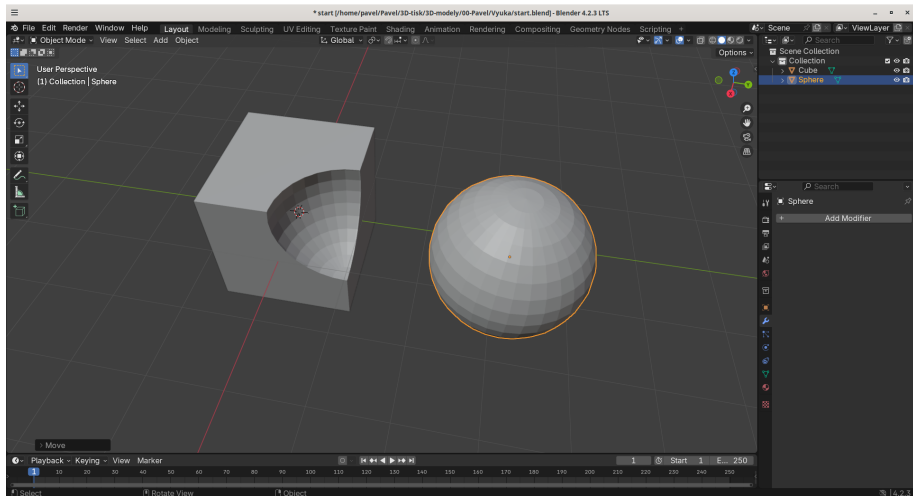 * start [/home/pavel/Pavel/3D-tisk/3D-modely/00-Pavel/Vyuka/start.blend] - Blender 4.2.3 LTS
File Edit Render Window Help Layout Modeling Sculpting UV Editing Texture Paint Shading Animation Rendering Compositing Geometry Nodes Scripting + Scene ViewLayer
Object Mode View Select Add Object Global Search
Options
Scene Collection
Collection
Cube
Sphere
User Perspective
(1) Collection | Sphere
Search
Sphere
+ Add Modifier
> Move
Playback Keying View Marker 1 Start 1 E... 250
1 10 20 30 40 50 60 70 80 90 100 110 120 130 140 150 160 170 180 190 200 210 220 230 240 250
Select Rotate View Object 4.2.3